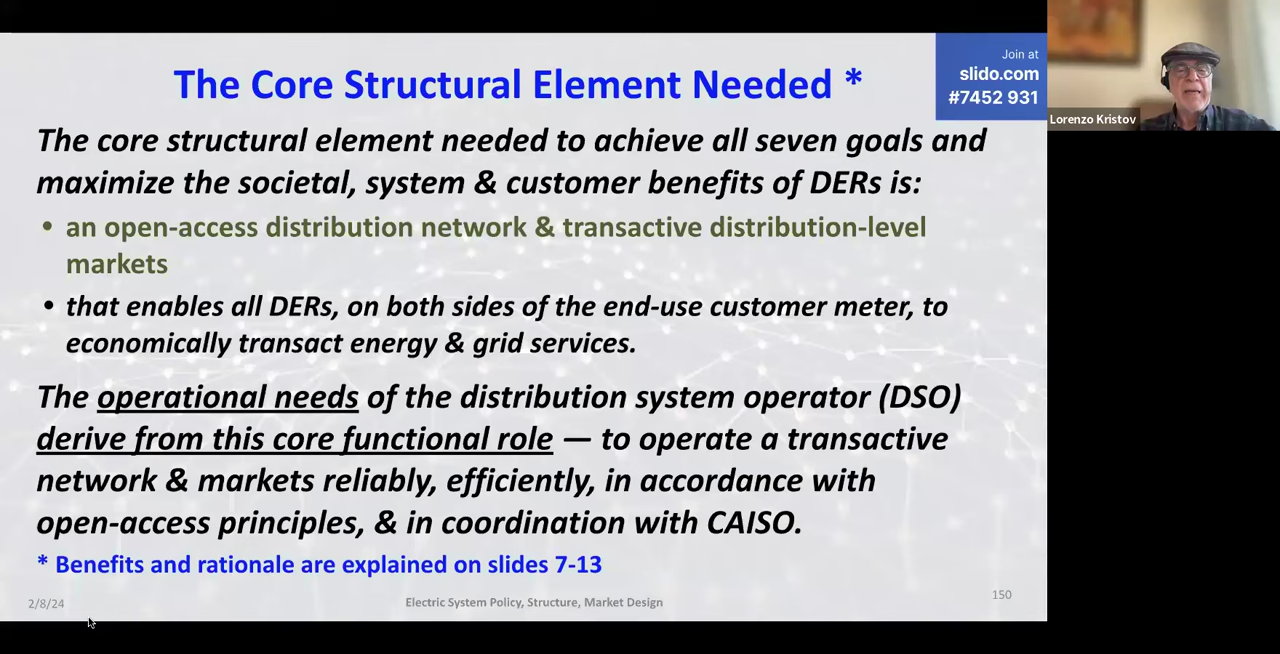 The Core Structural Element Needed *
Join at
slido.com
#7452 931
Lorenzo Kristov
The core structural element needed to achieve all seven goals and
maximize the societal, system & customer benefits of DERs is:
• an open-access distribution network & transactive distribution-level
markets
• that enables all DERs, on both sides of the end-use customer meter, to
economically transact energy & grid services.
The operational needs of the distribution system operator (DSO)
derive from this core functional role — to operate a transactive
network & markets reliably, efficiently, in accordance with
open-access principles, & in coordination with CAISO.
* Benefits and rationale are explained on slides 7-13
2/8/24
Electric System Policy, Structure, Market Design
150